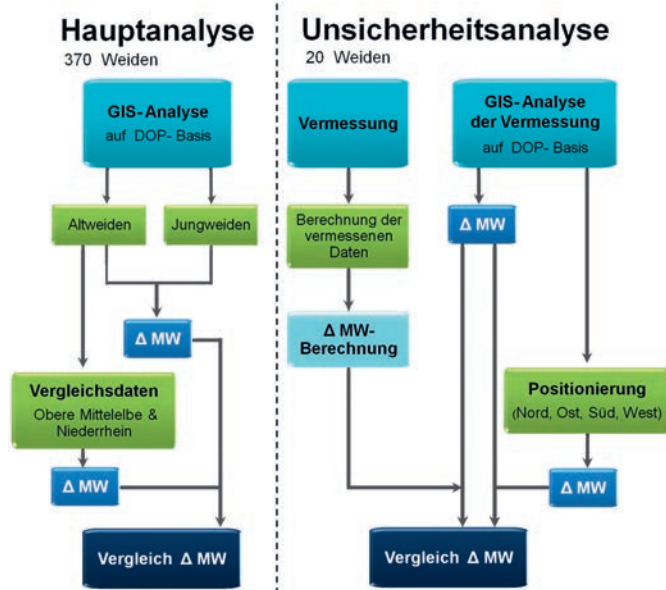 Hauptanalyse
370 Weiden
GIS-Analyse
auf DOP- Basis
Altweiden
Jungweiden
Δ MW
Vergleichsdaten
Obere Mittelelbe &
Niederrhein
Δ MW
Vergleich Δ MW
Unsicherheitsanalyse
20 Weiden
Vermessung
Berechnung der
vermessenen
Daten
Δ MW-
Berechnung
GIS-Analyse
der Vermessung
auf DOP-Basis
Δ MW
Positionierung
(Nord, Ost, Süd, West)
Δ MW
Vergleich Δ MW